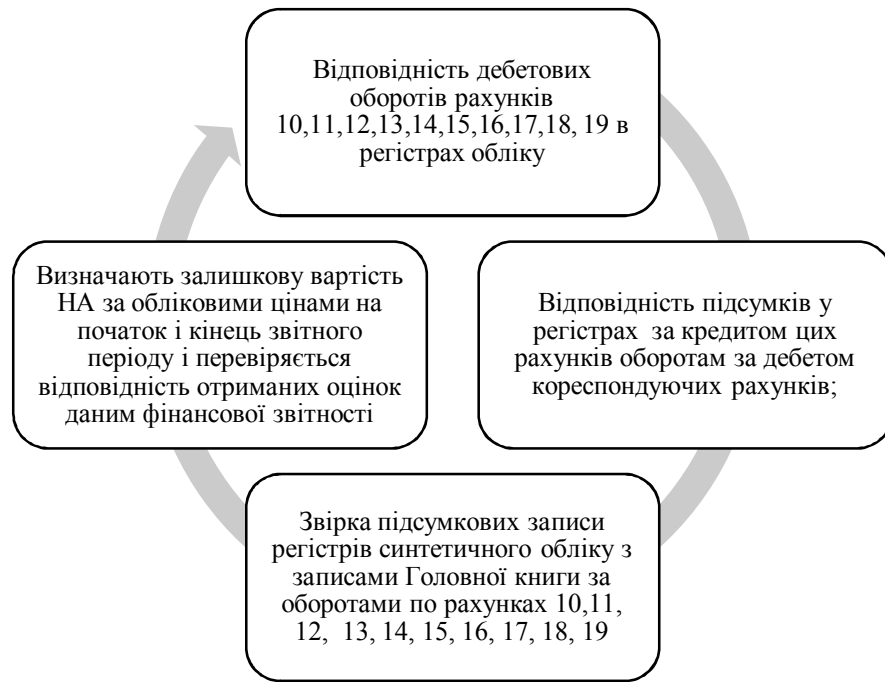 Відповідність дебетових
оборотів рахунків
10,11,12,13,14,15,16,17,18, 19 в
регістрах обліку
Відповідність підсумків у
регістрах за кредитом цих
рахунків оборотам за дебетом
кореспондуючих рахунків;
Звірка підсумкових записи
регістрів синтетичного обліку з
записами Головної книги за
оборотами по рахунках 10,11,
12, 13, 14, 15, 16, 17, 18, 19
Визначають залишкову вартість
НА за обліковими цінами на
початок і кінець звітного
періоду і перевіряється
відповідність отриманих оцінок
даним фінансової звітності